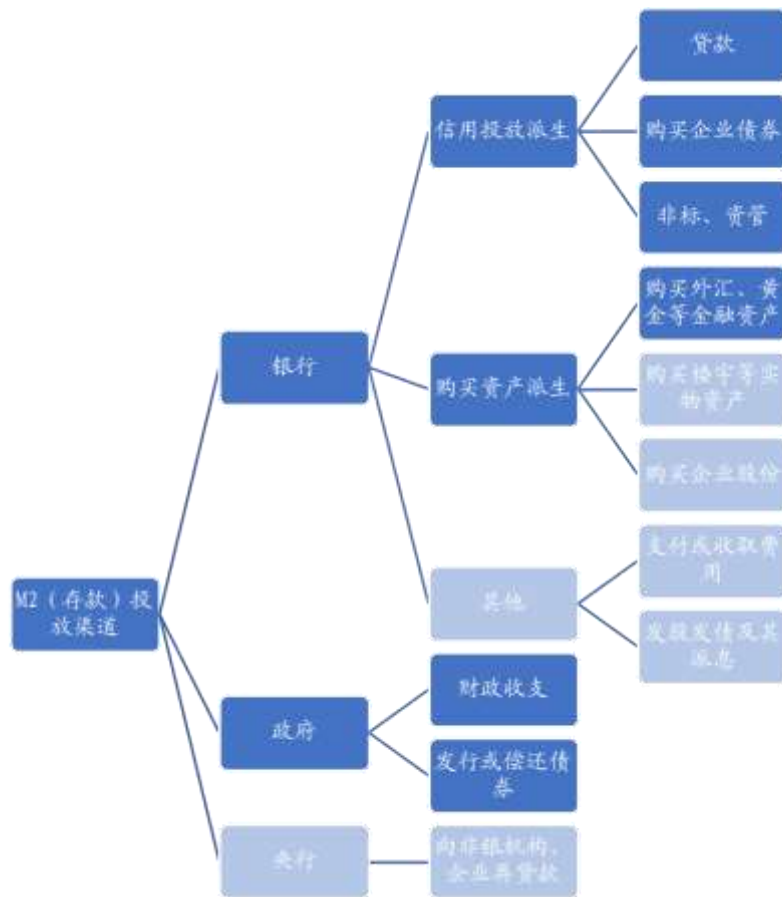 贷款
信用投放派生
购买企业债券
非标、资管
购买外汇、黄
金等金融资产
银行
购买资产派生
购买楼宇等实
物资产
购买企业股份
支付或收取费
用
其他
M2（存款）投
放渠道
发股发债及其
派息
财政收支
政府
发行或偿还债
券
央行
向非银机构、
企业再贷款